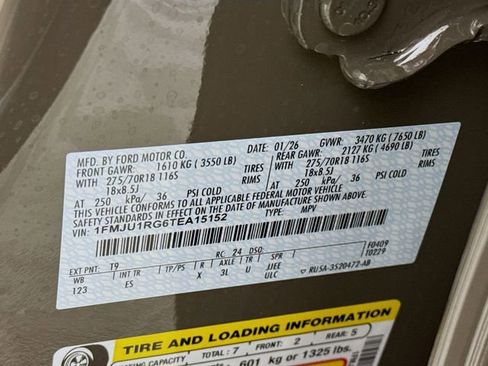 MFD. BY FORD MOTOR CO.
DATE: 01/26 GVWR: 3470 KG (7650 LB)
FRONT GAWR: 1610 KG (3550 LB) REAR GAWR: 2127 KG (4690 LB)
WITH 275/70R18 116S TIRES WITH 275/70R18 116S TIRES
18x8.5J RIMS 18x8.5J RIMS
AT 250 kPa/ 36 PSI COLD AT 250 kPa/ 36 PSI COLD
THIS VEHICLE CONFORMS TO ALL APPLICABLE FEDERAL MOTOR VEHICLE
SAFETY STANDARDS IN EFFECT ON THE DATE OF MANUFACTURE SHOWN ABOVE.
VIN: 1FMJU1RG6TEA15152 TYPE: MPV
F0409
T0229
EXT PNT: T9 RC: 24 DSO:
WB INT TR TP/PS R AXLE TR SPR
123 ES X 3L U JJEE
ULC
RU5A-3520472-AB
TIRE AND LOADING INFORMATION
SEATING CAPACITY TOTAL : 7 FRONT : 2 REAR: 5
601 kg or 1325 lbs.